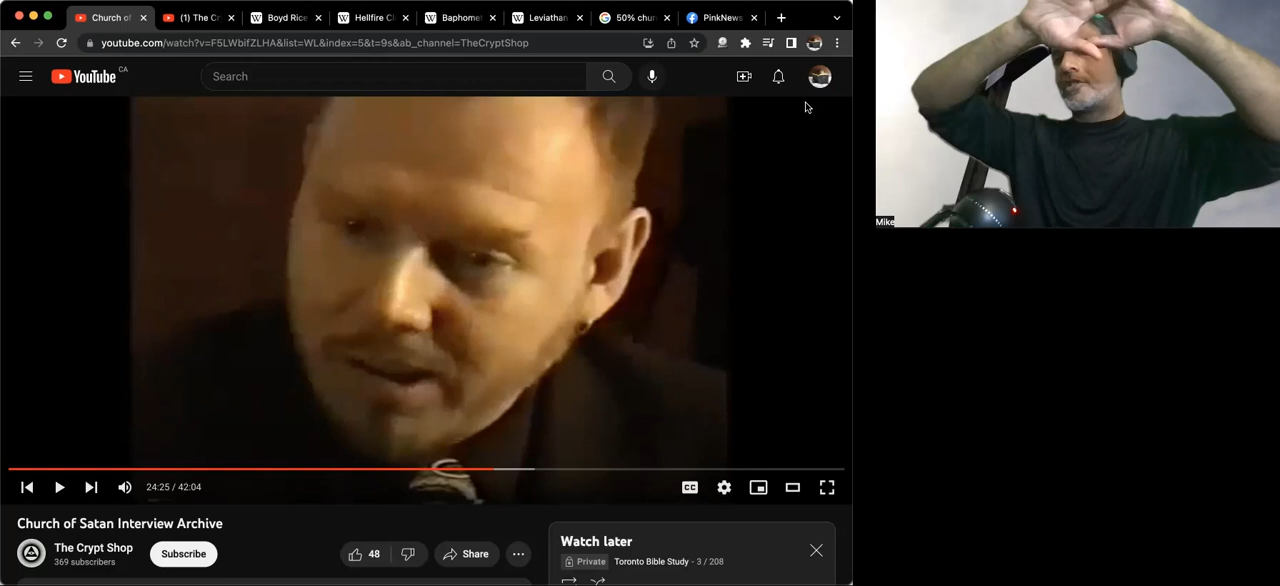 Church of
(1) The Cr
Boyd Rice
Hellfire Cl
Baphomet
Leviathan
50% chur
PinkNews
youtube.com/watch?v=F5LWbifZLHA&list=WL&index=5&t=9s&ab_channel=TheCryptShop
YouTube CA
Search
Mike
CC
24:25 / 42:04
Church of Satan Interview Archive
The Crypt Shop
369 subscribers
Subscribe
48
Share
Watch later
Private Toronto Bible Study - 3 / 208